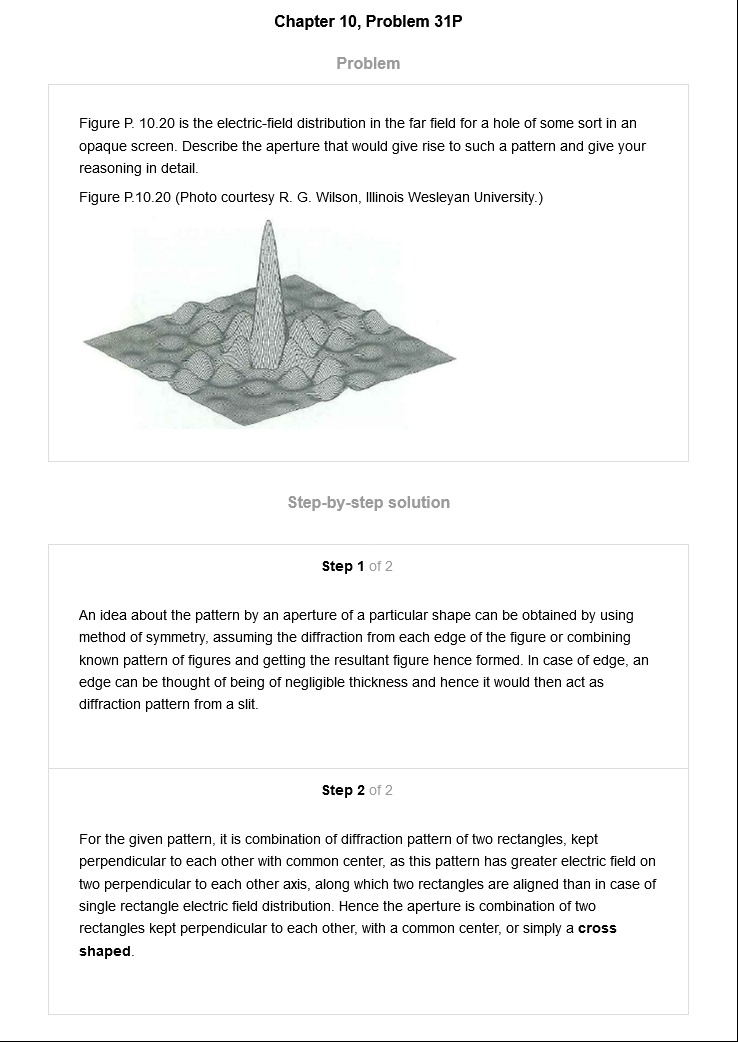 Chapter 10, Problem 31P
Problem
Figure P. 10.20 is the electric-field distribution in the far field for a hole of some sort in an
opaque screen. Describe the aperture that would give rise to such a pattern and give your
reasoning in detail.
Figure P.10.20 (Photo courtesy R. G. Wilson, Illinois Wesleyan University.)
Step-by-step solution
Step 1 of 2
An idea about the pattern by an aperture of a particular shape can be obtained by using
method of symmetry, assuming the diffraction from each edge of the figure or combining
known pattern of figures and getting the resultant figure hence formed. In case of edge, an
edge can be thought of being of negligible thickness and hence it would then act as
diffraction pattern from a slit.
Step 2 of 2
For the given pattern, it is combination of diffraction pattern of two rectangles, kept
perpendicular to each other with common center, as this pattern has greater electric field on
two perpendicular to each other axis, along which two rectangles are aligned than in case of
single rectangle electric field distribution. Hence the aperture is combination of two
rectangles kept perpendicular to each other, with a common center, or simply a cross
shaped.